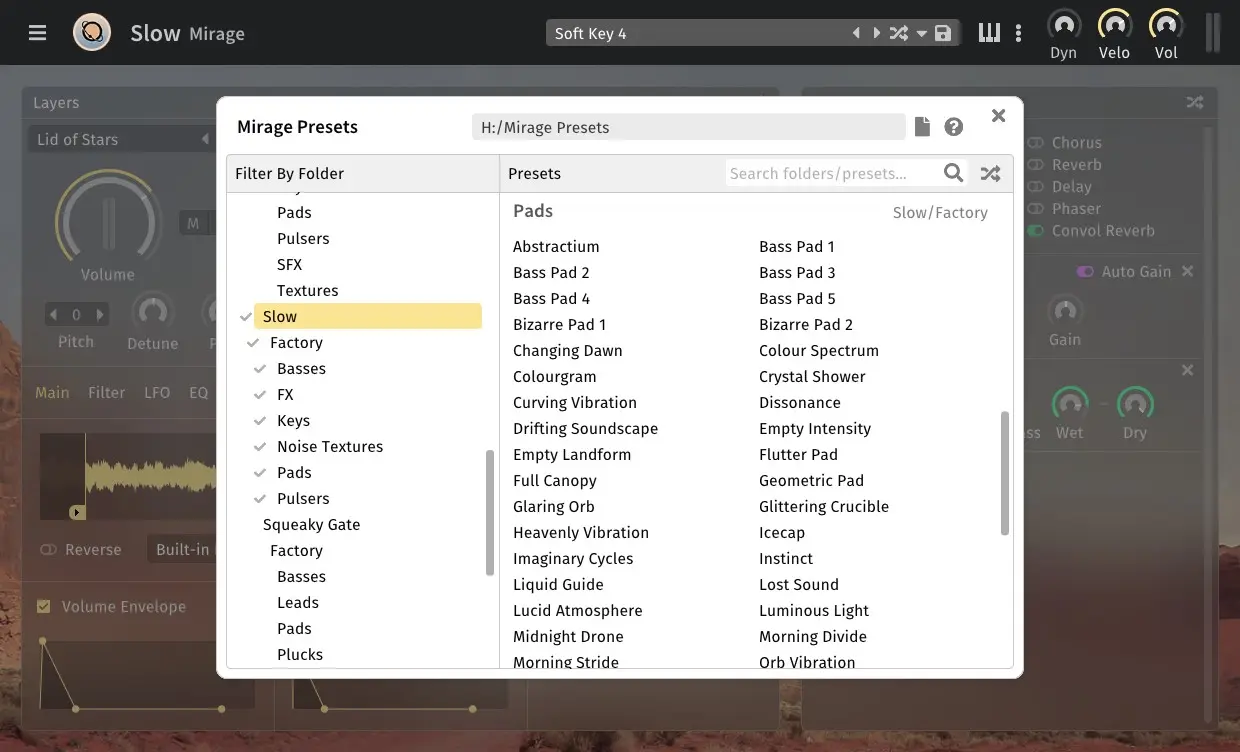 Slow Mirage
Soft Key 4
Dyn Velo Vol
Layers
Lid of Stars
M
Volume
0
Pitch Detune
Main Filter LFO EQ
Reverse Built-in
Volume Envelope
Mirage Presets
H:/Mirage Presets
Filter By Folder
Pads
Pulsers
SFX
Textures
Slow
Factory
Basses
FX
Keys
Noise Textures
Pads
Pulsers
Squeaky Gate
Factory
Basses
Leads
Pads
Plucks
Presets
Search folders/presets...
Pads Slow/Factory
Abstractium Bass Pad 1
Bass Pad 2 Bass Pad 3
Bass Pad 4 Bass Pad 5
Bizarre Pad 1 Bizarre Pad 2
Changing Dawn Colour Spectrum
Colourgram Crystal Shower
Curving Vibration Dissonance
Drifting Soundscape Empty Intensity
Empty Landform Flutter Pad
Full Canopy Geometric Pad
Glaring Orb Glittering Crucible
Heavenly Vibration Icecap
Imaginary Cycles Instinct
Liquid Guide Lost Sound
Lucid Atmosphere Luminous Light
Midnight Drone Morning Divide
Morning Stride Orb Vibration
Chorus
Reverb
Delay
Phaser
Convol Reverb
Auto Gain
Gain
Wet Dry